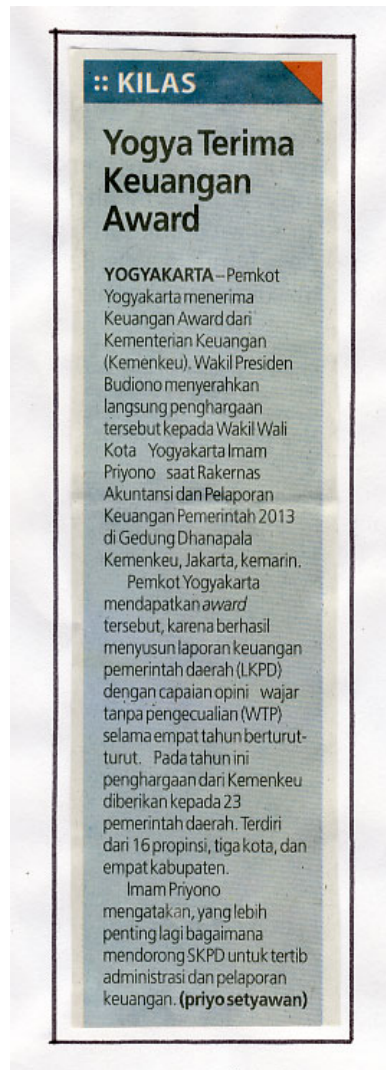 :: KILAS
Yogya Terima
Keuangan
Award
YOGYAKARTA – Pemkot
Yogyakarta menerima
Keuangan Award dari
Kementerian Keuangan
(Kemenkeu). Wakil Presiden
Budiono menyerahkan
langsung penghargaan
tersebut kepada Wakil Wali
Kota Yogyakarta Imam
Priyono saat Rakernas
Akuntansi dan Pelaporan
Keuangan Pemerintah 2013
di Gedung Dhanapala
Kemenkeu, Jakarta, kemarin.
Pemkot Yogyakarta
mendapatkan award
tersebut, karena berhasil
menyusun laporan keuangan
pemerintah daerah (LKPD)
dengan capaian opini wajar
tanpa pengecualian (WTP)
selama empat tahun berturut-
turut. Pada tahun ini
penghargaan dari Kemenkeu
diberikan kepada 23
pemerintah daerah. Terdiri
dari 16 propinsi, tiga kota, dan
empat kabupaten.
Imam Priyono
mengatakan, yang lebih
penting lagi bagaimana
mendorong SKPD untuk tertib
administrasi dan pelaporan
keuangan. (priyo setyawan)